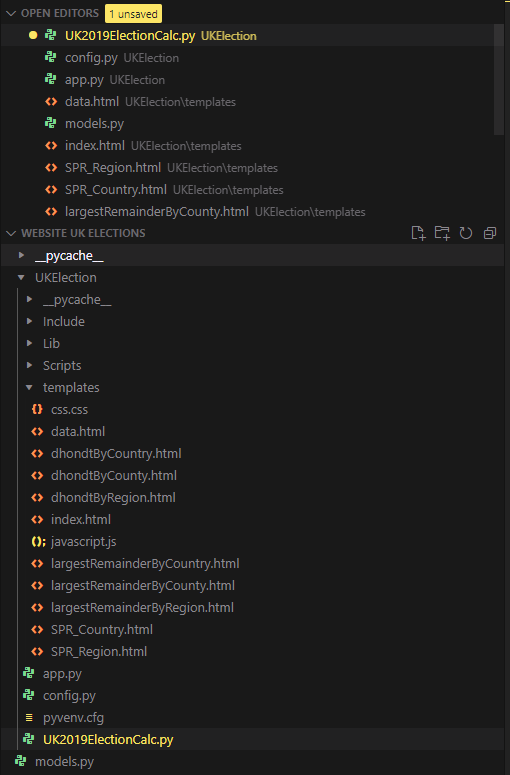 OPEN EDITORS 1 unsaved
UK2019ElectionCalc.py UKElection
config.py UKElection
app.py UKElection
data.html UKElection\templates
models.py
index.html UKElection\templates
SPR_Region.html UKElection\templates
SPR_Country.html UKElection\templates
largestRemainderByCounty.html UKElection\templates
WEBSITE UK ELECTIONS
__pycache__
UKElection
__pycache__
Include
Lib
Scripts
templates
css.css
data.html
dhondtByCountry.html
dhondtByCounty.html
dhondtByRegion.html
index.html
javascript.js
largestRemainderByCountry.html
largestRemainderByCounty.html
largestRemainderByRegion.html
SPR_Country.html
SPR_Region.html
app.py
config.py
pyvenv.cfg
UK2019ElectionCalc.py
models.py